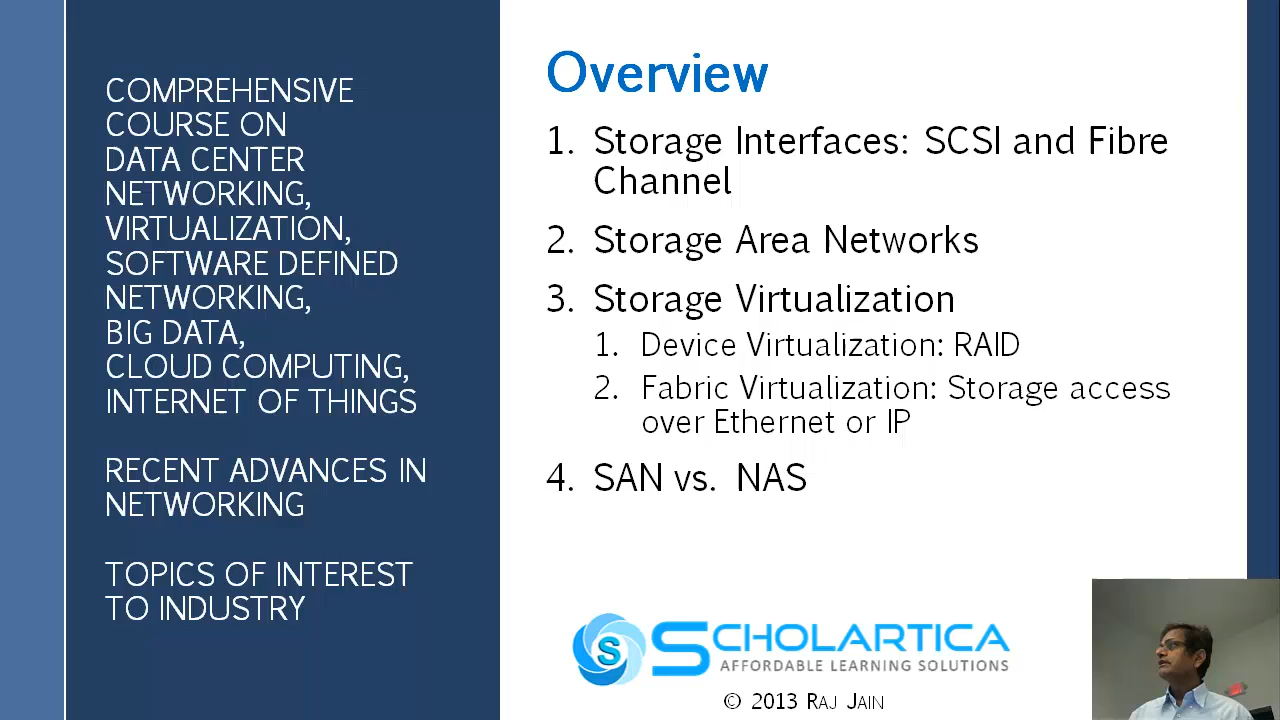 COMPREHENSIVE
COURSE ON
DATA CENTER
NETWORKING,
VIRTUALIZATION,
SOFTWARE DEFINED
NETWORKING,
BIG DATA,
CLOUD COMPUTING,
INTERNET OF THINGS
RECENT ADVANCES IN
NETWORKING
TOPICS OF INTEREST
TO INDUSTRY
Overview
1. Storage Interfaces: SCSI and Fibre
Channel
2. Storage Area Networks
3. Storage Virtualization
1. Device Virtualization: RAID
2. Fabric Virtualization: Storage access
over Ethernet or IP
4. SAN vs. NAS
S SCHOLARTICA
AFFORDABLE LEARNING SOLUTIONS
© 2013 RAJ JAIN